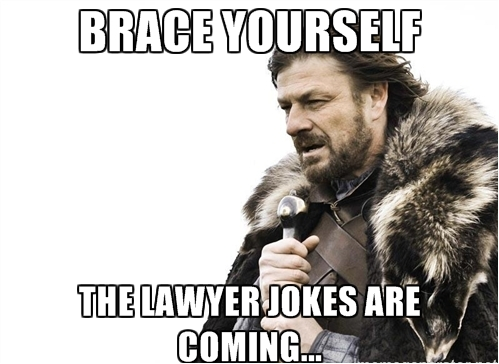 BRACE YOURSELF
THE LAWYER JOKES ARE
COMING...